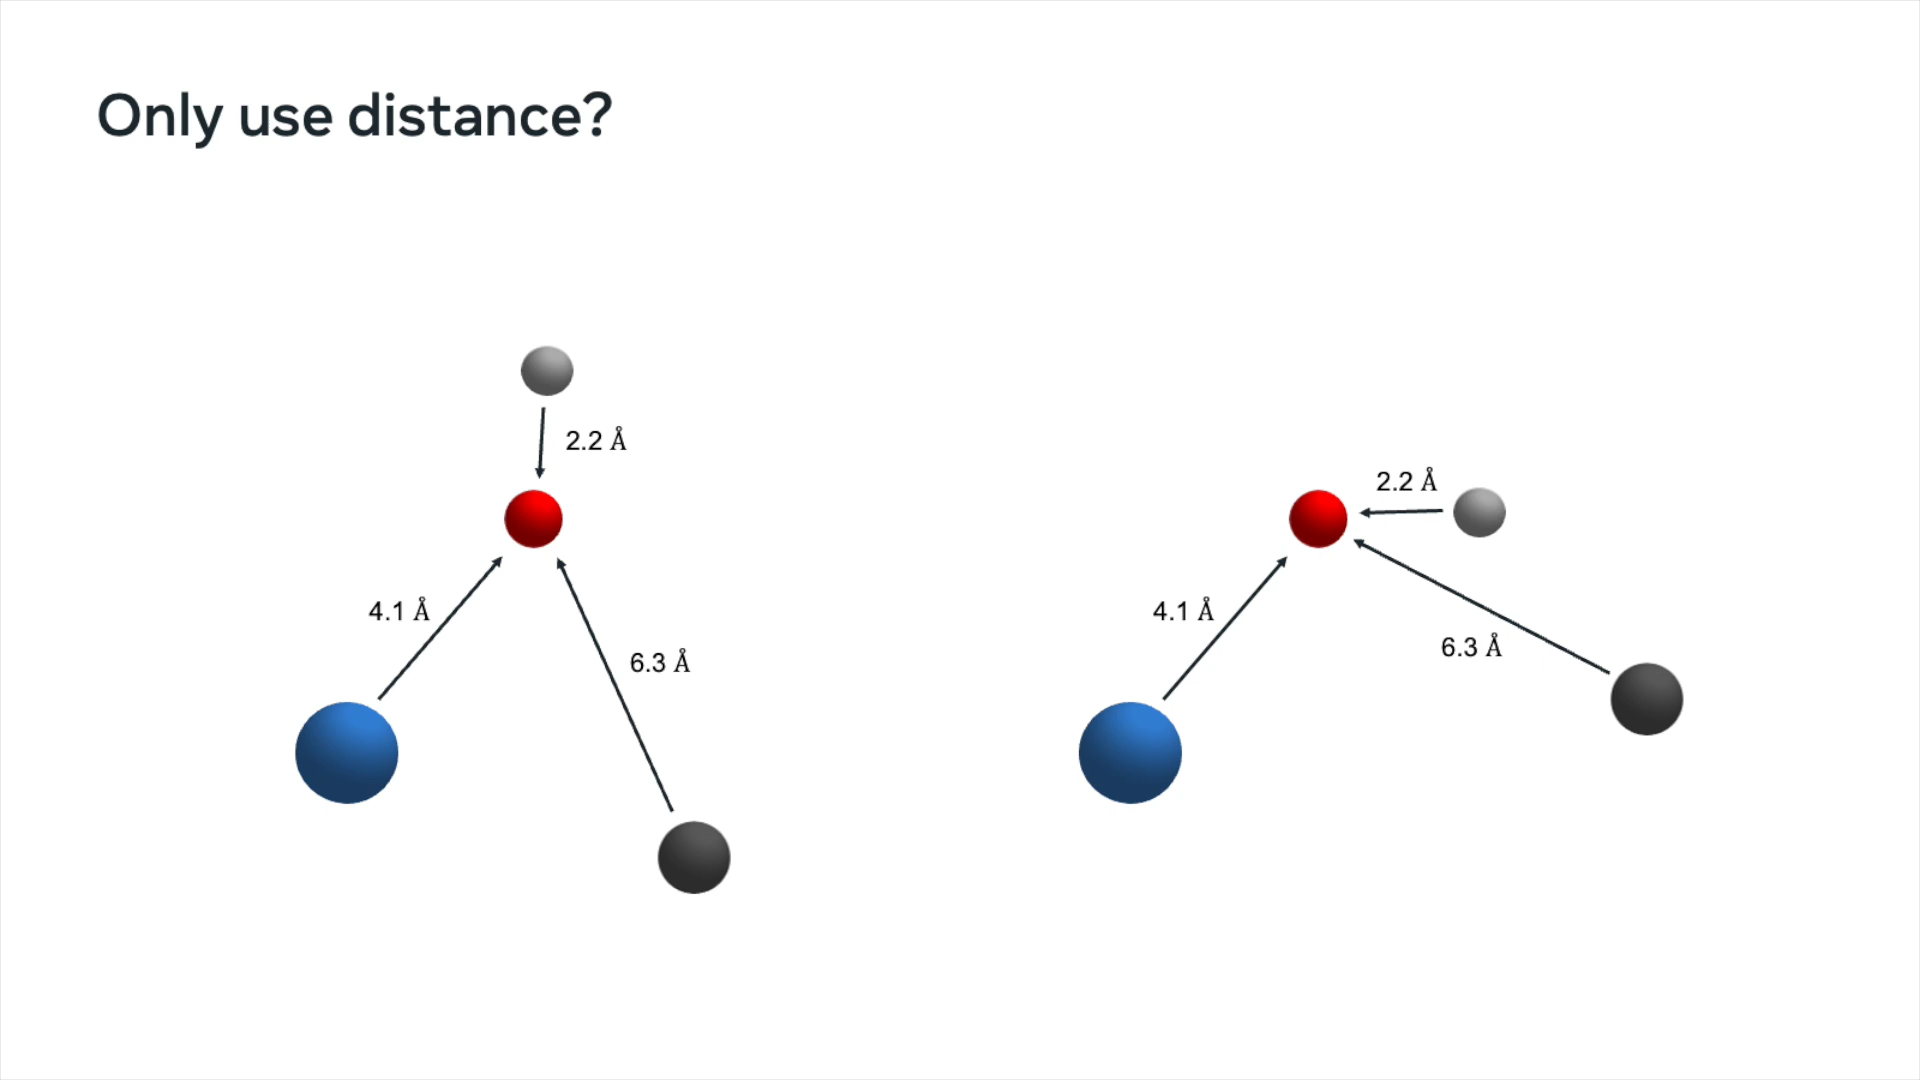 Only use distance?
2.2 Å
4.1 Å
6.3 Å
2.2 Å
4.1 Å
6.3 Å